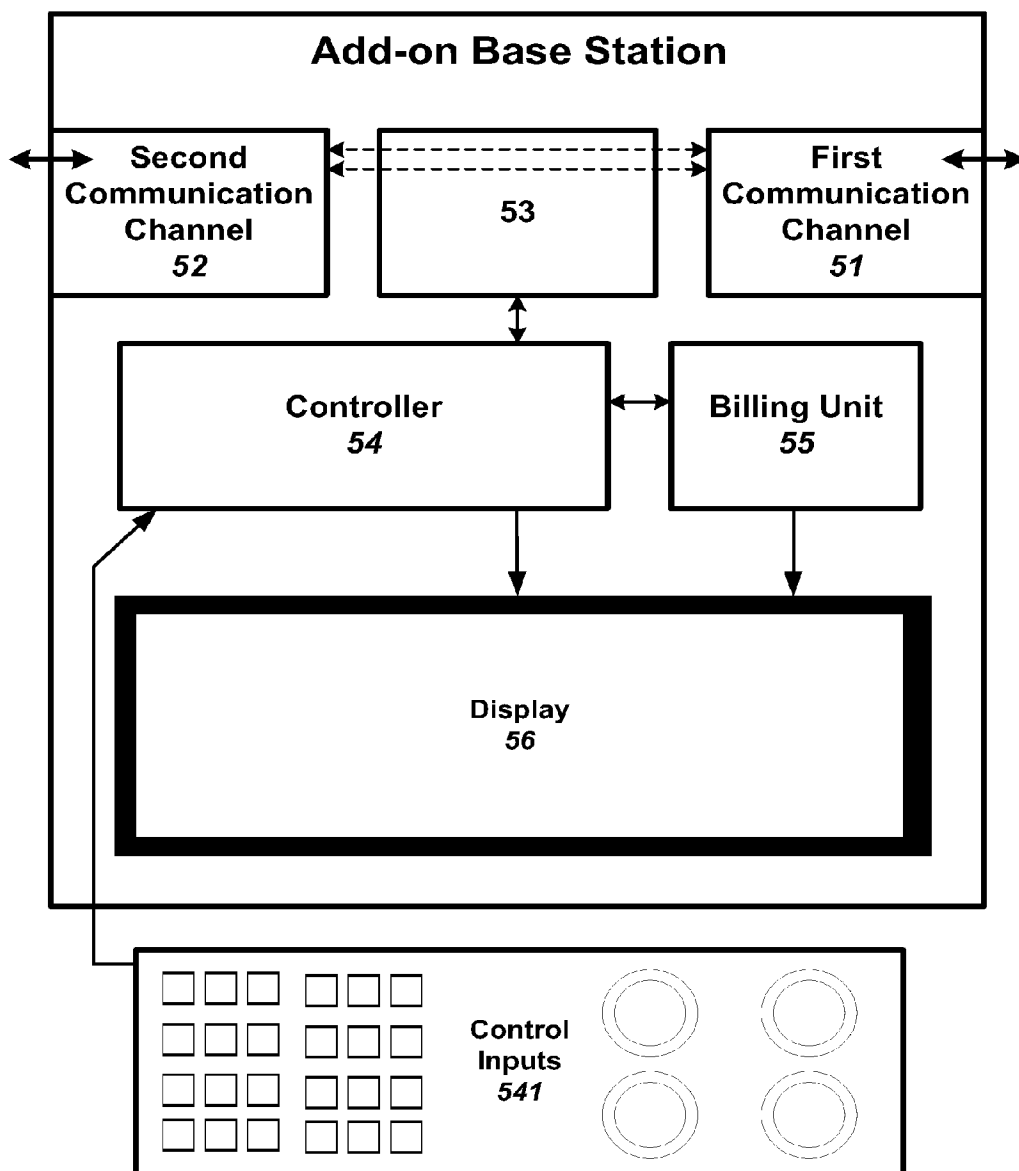 Add-on Base Station
Second
Communication
Channel
52
53
First
Communication
Channel
51
Controller
54
Billing Unit
55
Display
56
Control
Inputs
541